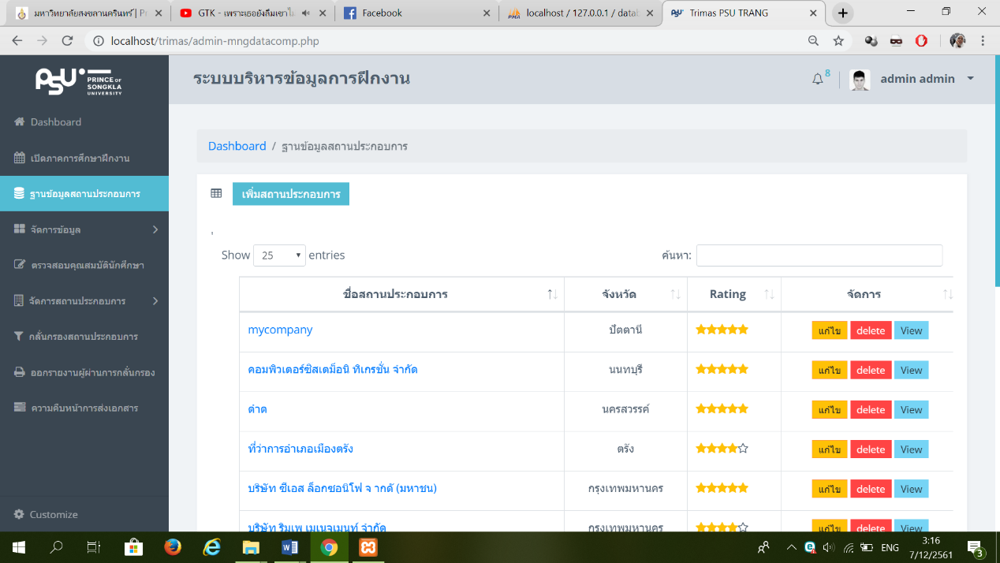 มหาวิทยาลัยสงขลานครินทร์ | Pr
GTK - เพราะเธอยังลืมเขาไ
Facebook
localhost / 127.0.0.1 / datab
Trimas PSU TRANG
localhost/trimas/admin-mngdatacomp.php
PSU PRINCE OF
SONGKLA
UNIVERSITY
ระบบบริหารข้อมูลการฝึกงาน
8
admin admin
Dashboard
เปิดภาคการศึกษาฝึกงาน
ฐานข้อมูลสถานประกอบการ
จัดการข้อมูล
ตรวจสอบคุณสมบัตินักศึกษา
จัดการสถานประกอบการ
กลั่นกรองสถานประกอบการ
ออกรายงานผู้ผ่านการกลั่นกรอง
ความคืบหน้าการส่งเอกสาร
Customize
Dashboard / ฐานข้อมูลสถานประกอบการ
เพิ่มสถานประกอบการ
'
Show 25 entries
ค้นหา:
ชื่อสถานประกอบการ จังหวัด Rating จัดการ
mycompany ปัตตานี แก้ไข delete View
คอมพิวเตอร์ซิสเตม็อนิ ทิเกรชั่น จำกัด นนทบุรี แก้ไข delete View
ดำด นครสวรรค์ แก้ไข delete View
ที่ว่าการอำเภอเมืองตรัง ตรัง แก้ไข delete View
บริษัท ซีเอส ล็อกซอนิโฟ จ ากดั (มหาชน) กรุงเทพมหานคร แก้ไข delete View
บริษัท ริมเพ เมเนจเมนท์ จำกัด กรุงเทพมหานคร แก้ไข delete View
ENG
3:16
7/12/2561
3